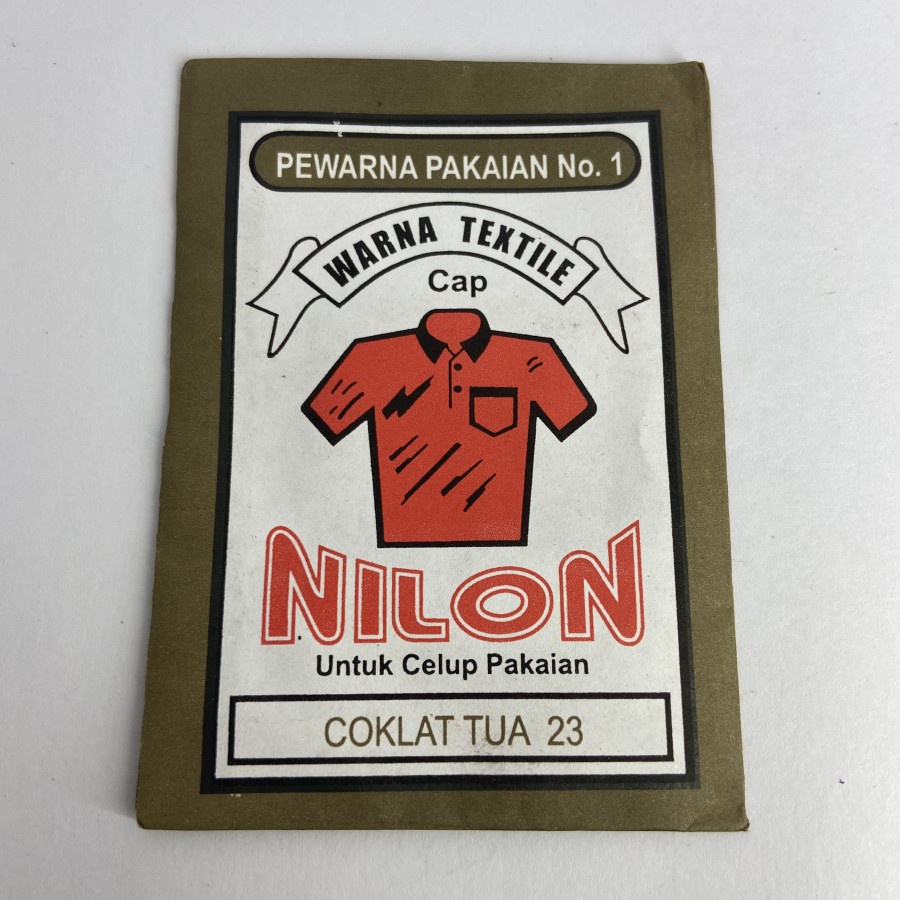 PEWARNA PAKAIAN No. 1
WARNA TEXTILE
Cap
NILON
Untuk Celup Pakaian
COKLAT TUA 23